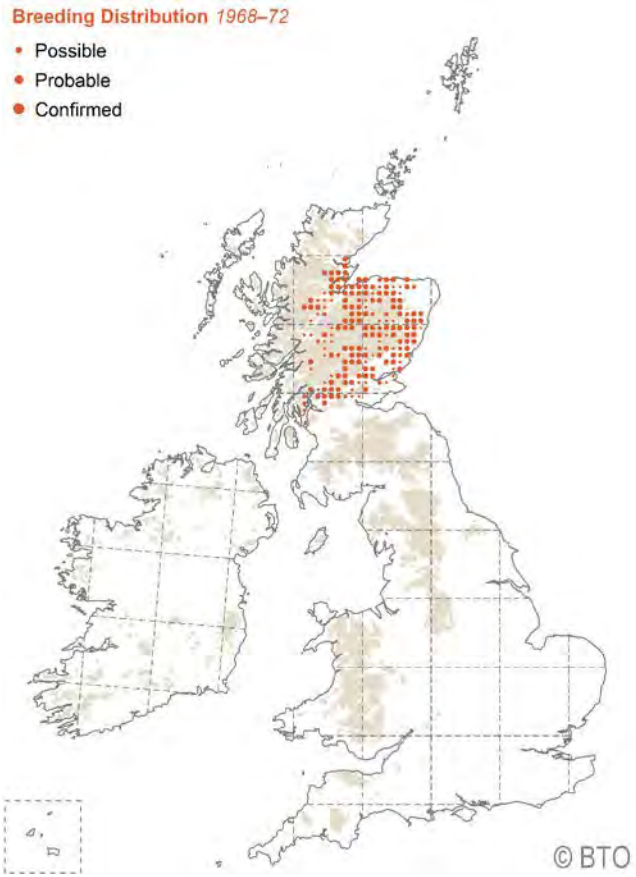 Breeding Distribution 1968–72
Possible
Probable
Confirmed
© BTO